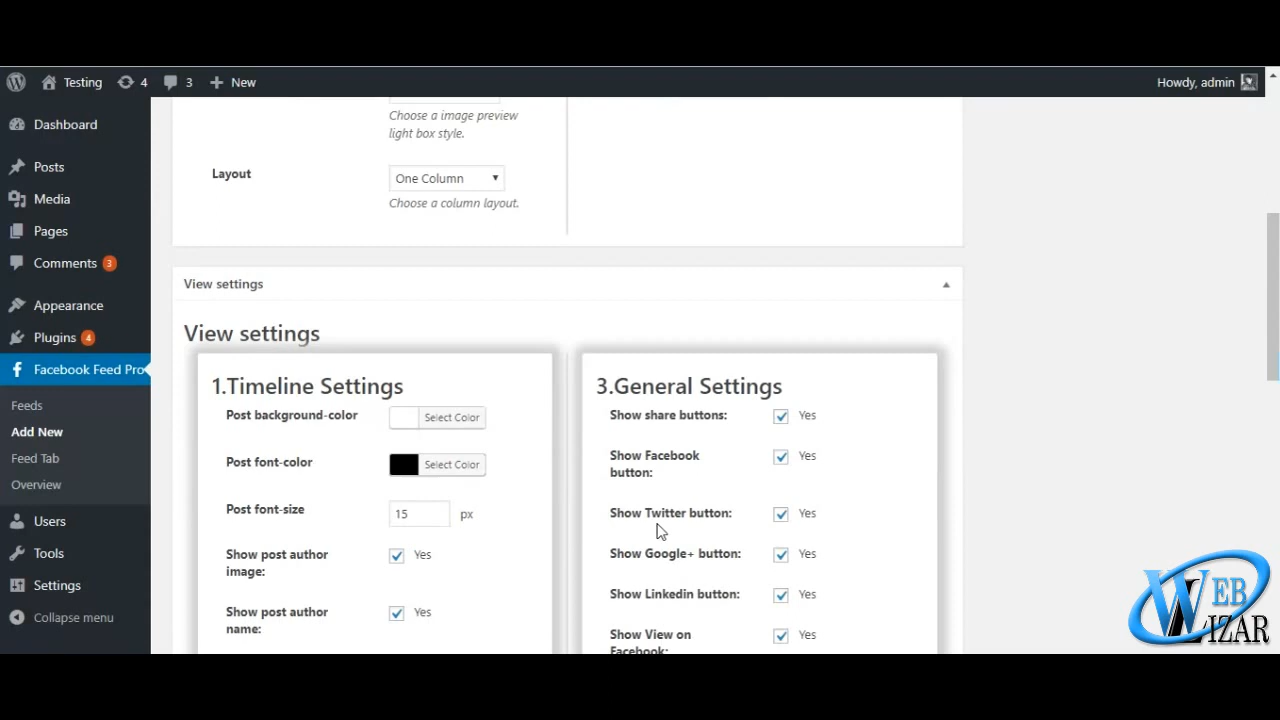 Testing
4
3
New
Howdy, admin
Dashboard
Posts
Media
Pages
Comments 3
Appearance
Plugins 4
Facebook Feed Pro
Feeds
Add New
Feed Tab
Overview
Users
Tools
Settings
Collapse menu
Choose a image preview
light box style.
Layout
One Column
Choose a column layout.
View settings
View settings
1.Timeline Settings
Post background-color
Select Color
Post font-color
Select Color
Post font-size
15
px
Show post author
image:
Yes
Show post author
name:
Yes
3.General Settings
Show share buttons:
Yes
Show Facebook
button:
Yes
Show Twitter button:
Yes
Show Google+ button:
Yes
Show Linkedin button:
Yes
Show View on
Facebook:
Yes
WEB
WIZAR